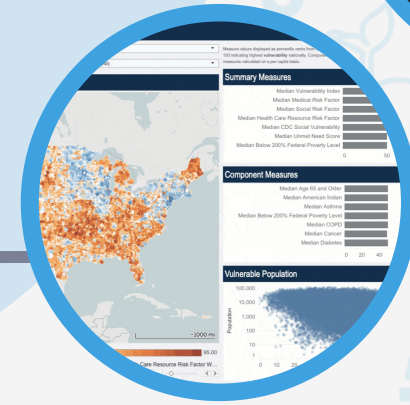 Measure values displayed as percentile ranks from
100 indicating highest vulnerability nationally.
measures calculated on a per capita basis.
Summary Measures
Median Vulnerability Index
Median Medical Risk Factor
Median Social Risk Factor
Median Health Care Resource Risk Factor
Median CDC Social Vulnerability
Median Unmet Need Score
Median Below 200% Federal Poverty Level
0 50
Component Measures
Median Age 65 and Older
Median American Indian
Median Asthma
Median Below 200% Federal Poverty Level
Median COPD
Median Cancer
Median Diabetes
0 20 40
Vulnerable Population
Population
100,000
10,000
1,000
100
10
1
0 10 20
~1000 mi
95.00
Care Resource Risk Factor W...